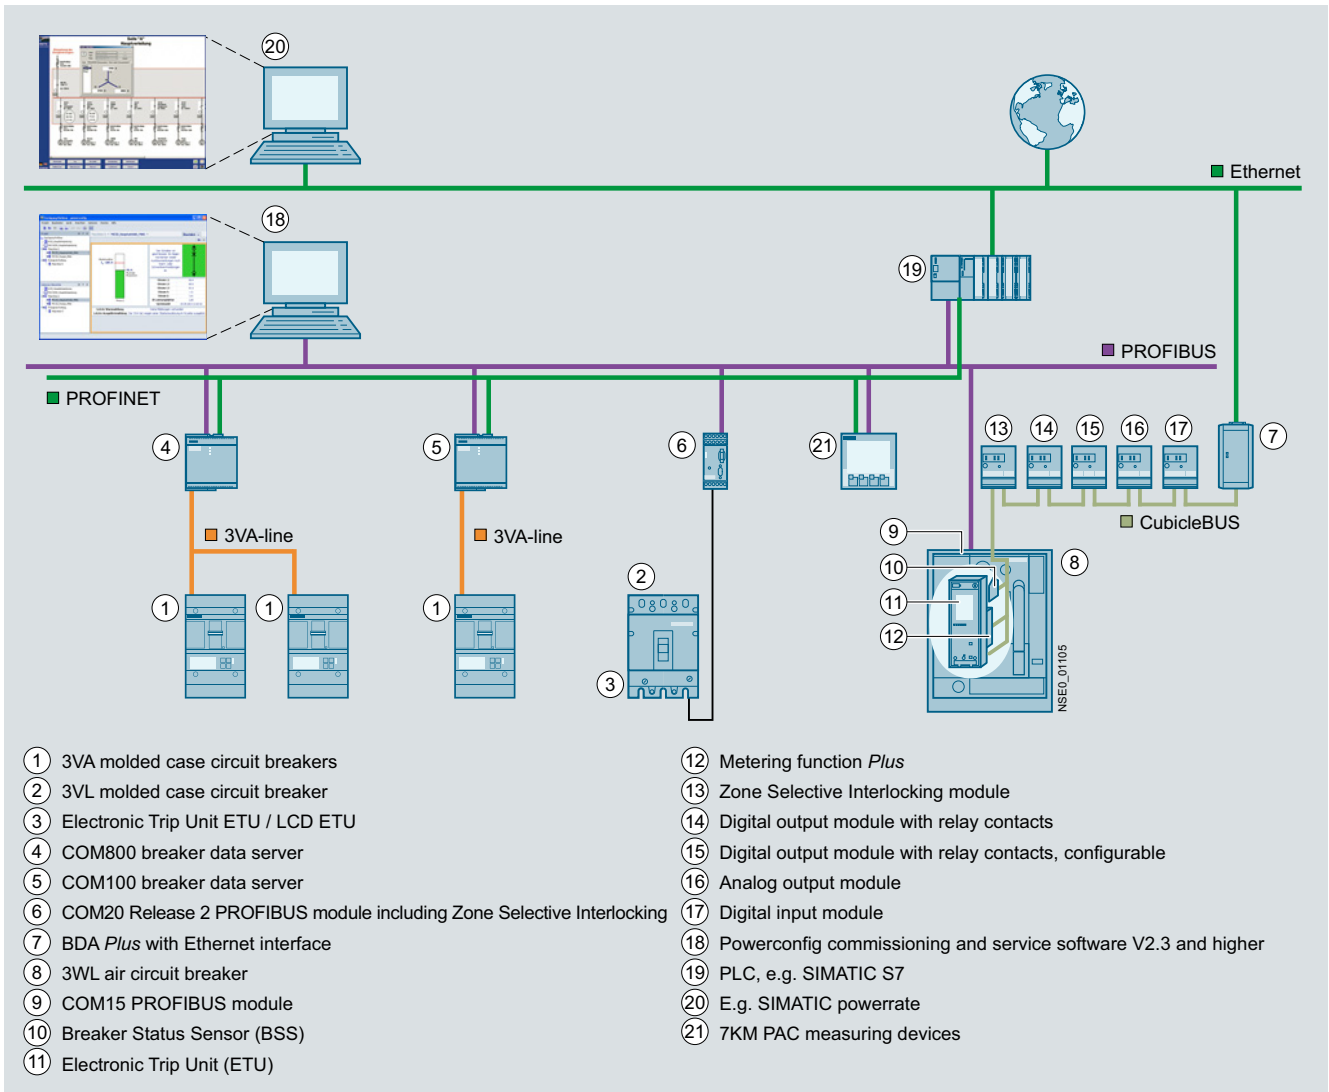 20
Ethernet
18
19
PROFIBUS
PROFINET
4
5
6
21
13
14
15
16
17
7
3VA-line
3VA-line
CubicleBUS
9
10
11
12
8
1
1
1
2
3
NSE0_01105
1 3VA molded case circuit breakers
2 3VL molded case circuit breaker
3 Electronic Trip Unit ETU / LCD ETU
4 COM800 breaker data server
5 COM100 breaker data server
6 COM20 Release 2 PROFIBUS module including Zone Selective Interlocking
7 BDA Plus with Ethernet interface
8 3WL air circuit breaker
9 COM15 PROFIBUS module
10 Breaker Status Sensor (BSS)
11 Electronic Trip Unit (ETU)
12 Metering function Plus
13 Zone Selective Interlocking module
14 Digital output module with relay contacts
15 Digital output module with relay contacts, configurable
16 Analog output module
17 Digital input module
18 Powerconfig commissioning and service software V2.3 and higher
19 PLC, e.g. SIMATIC S7
20 E.g. SIMATIC powerrate
21 7KM PAC measuring devices